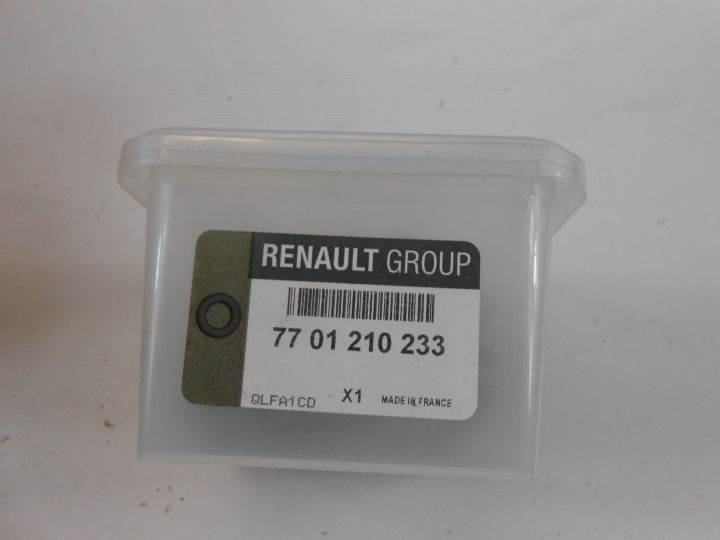 RENAULT GROUP
77 01 210 233
QLFA1CD X1 MADE IN FRANCE